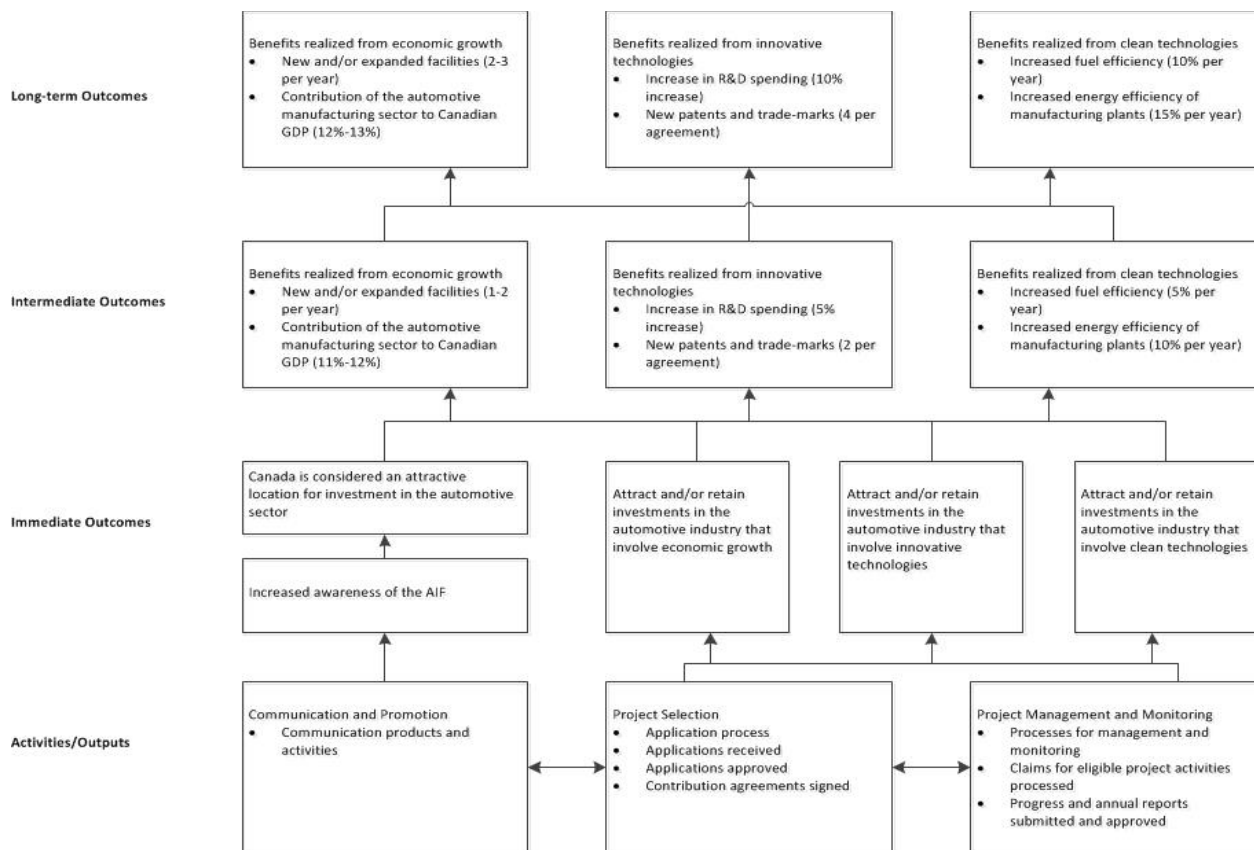 Long-term Outcomes
Benefits realized from economic growth
• New and/or expanded facilities (2-3
per year)
• Contribution of the automotive
manufacturing sector to Canadian
GDP (12%-13%)
Benefits realized from innovative
technologies
• Increase in R&D spending (10%
increase)
• New patents and trade-marks (4 per
agreement)
Benefits realized from clean technologies
• Increased fuel efficiency (10% per
year)
• Increased energy efficiency of
manufacturing plants (15% per year)
Intermediate Outcomes
Benefits realized from economic growth
• New and/or expanded facilities (1-2
per year)
• Contribution of the automotive
manufacturing sector to Canadian
GDP (11%-12%)
Benefits realized from innovative
technologies
• Increase in R&D spending (5%
increase)
• New patents and trade-marks (2 per
agreement)
Benefits realized from clean technologies
• Increased fuel efficiency (5% per
year)
• Increased energy efficiency of
manufacturing plants (10% per year)
Immediate Outcomes
Canada is considered an attractive
location for investment in the automotive
sector
Increased awareness of the AIF
Attract and/or retain
investments in the
automotive industry that
involve economic growth
Attract and/or retain
investments in the
automotive industry that
involve innovative
technologies
Attract and/or retain
investments in the
automotive industry that
involve clean technologies
Activities/Outputs
Communication and Promotion
• Communication products and
activities
Project Selection
• Application process
• Applications received
• Applications approved
• Contribution agreements signed
Project Management and Monitoring
• Processes for management and
monitoring
• Claims for eligible project activities
processed
• Progress and annual reports
submitted and approved